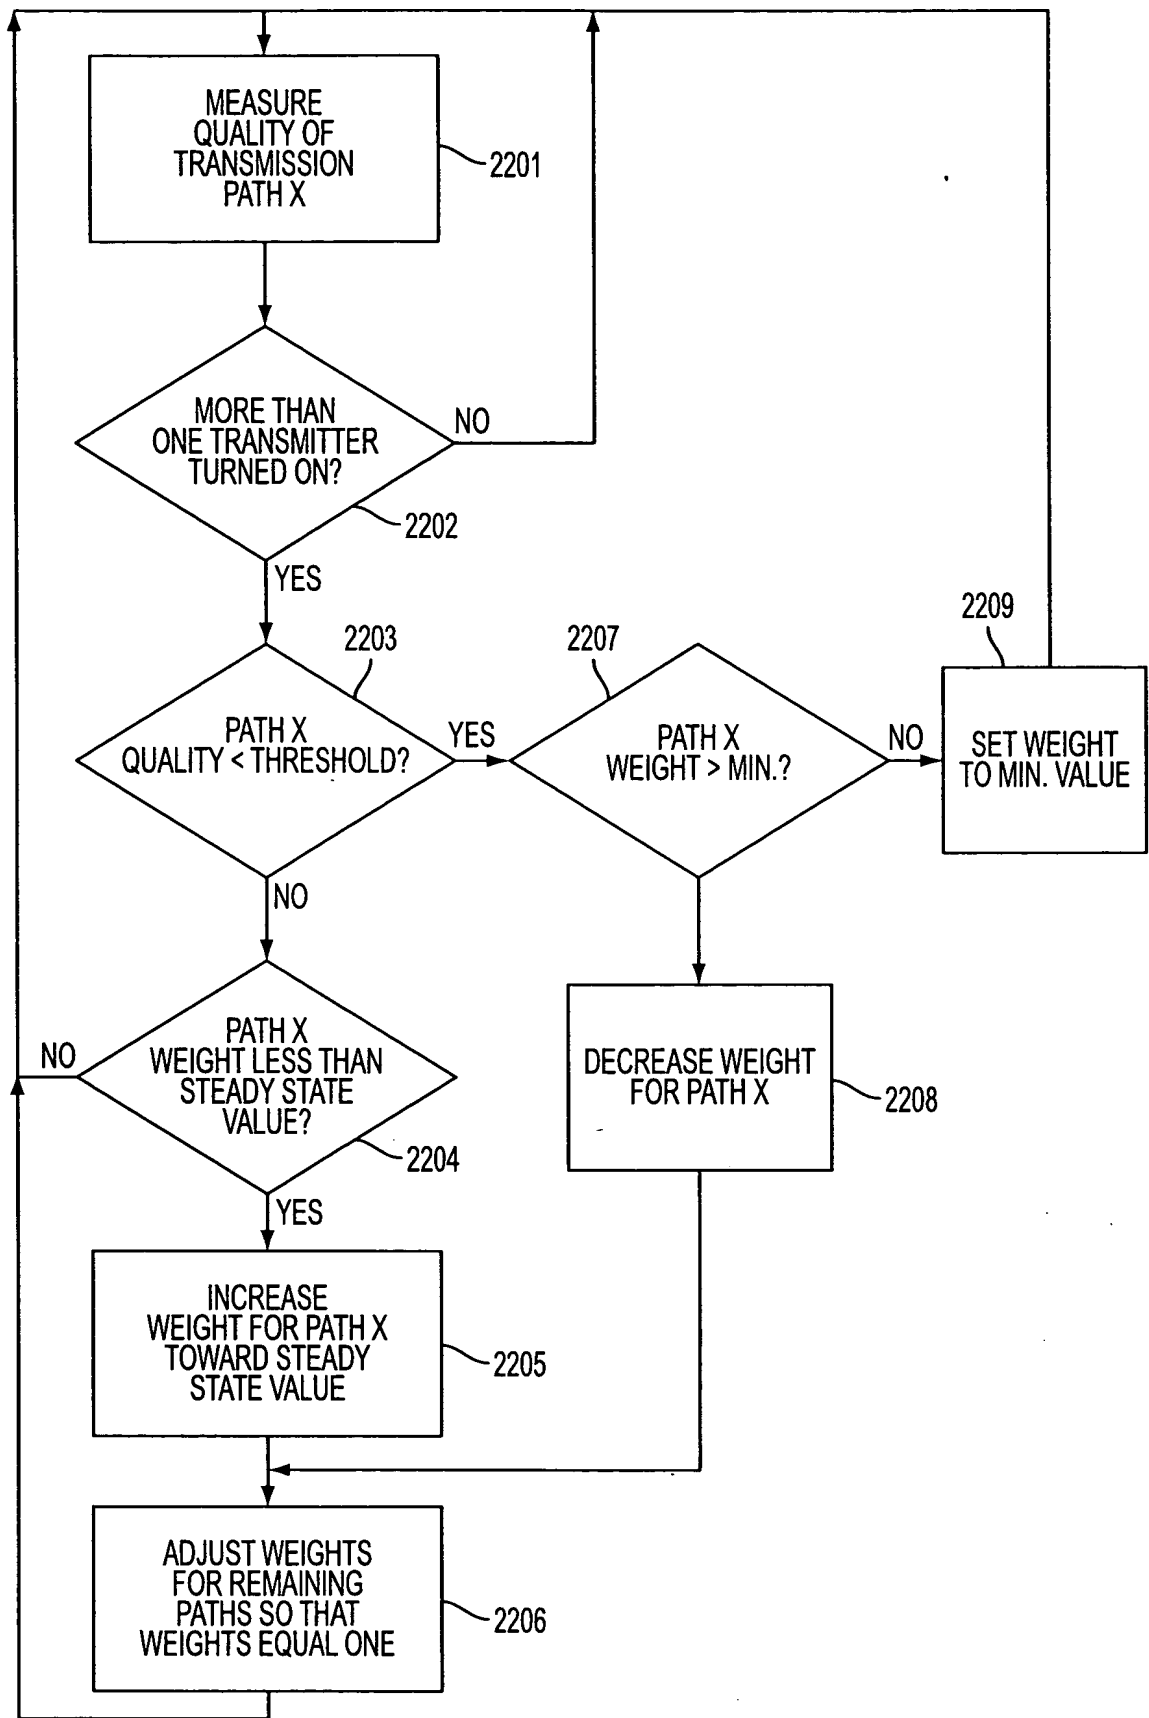 MEASURE
QUALITY OF
TRANSMISSION
PATH X
2201
MORE THAN
ONE TRANSMITTER
TURNED ON?
NO
2202
YES
2203
PATH X
QUALITY < THRESHOLD?
YES
2207
PATH X
WEIGHT > MIN.?
NO
2209
SET WEIGHT
TO MIN. VALUE
NO
PATH X
WEIGHT LESS THAN
STEADY STATE
VALUE?
NO
2204
DECREASE WEIGHT
FOR PATH X
2208
YES
INCREASE
WEIGHT FOR PATH X
TOWARD STEADY
STATE VALUE
2205
ADJUST WEIGHTS
FOR REMAINING
PATHS SO THAT
WEIGHTS EQUAL ONE
2206